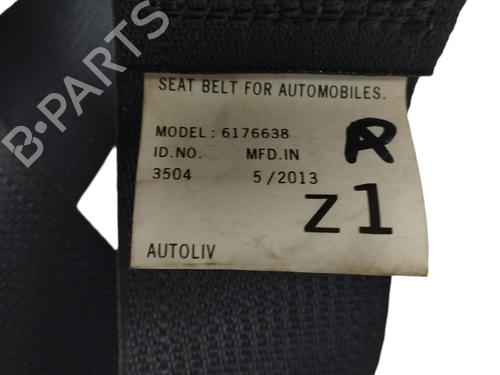 B-PARTS
SEAT BELT FOR AUTOMOBILES.
MODEL: 6176638
R
ID.NO. MFD.IN
3504 5/2013
Z1
AUTOLIV